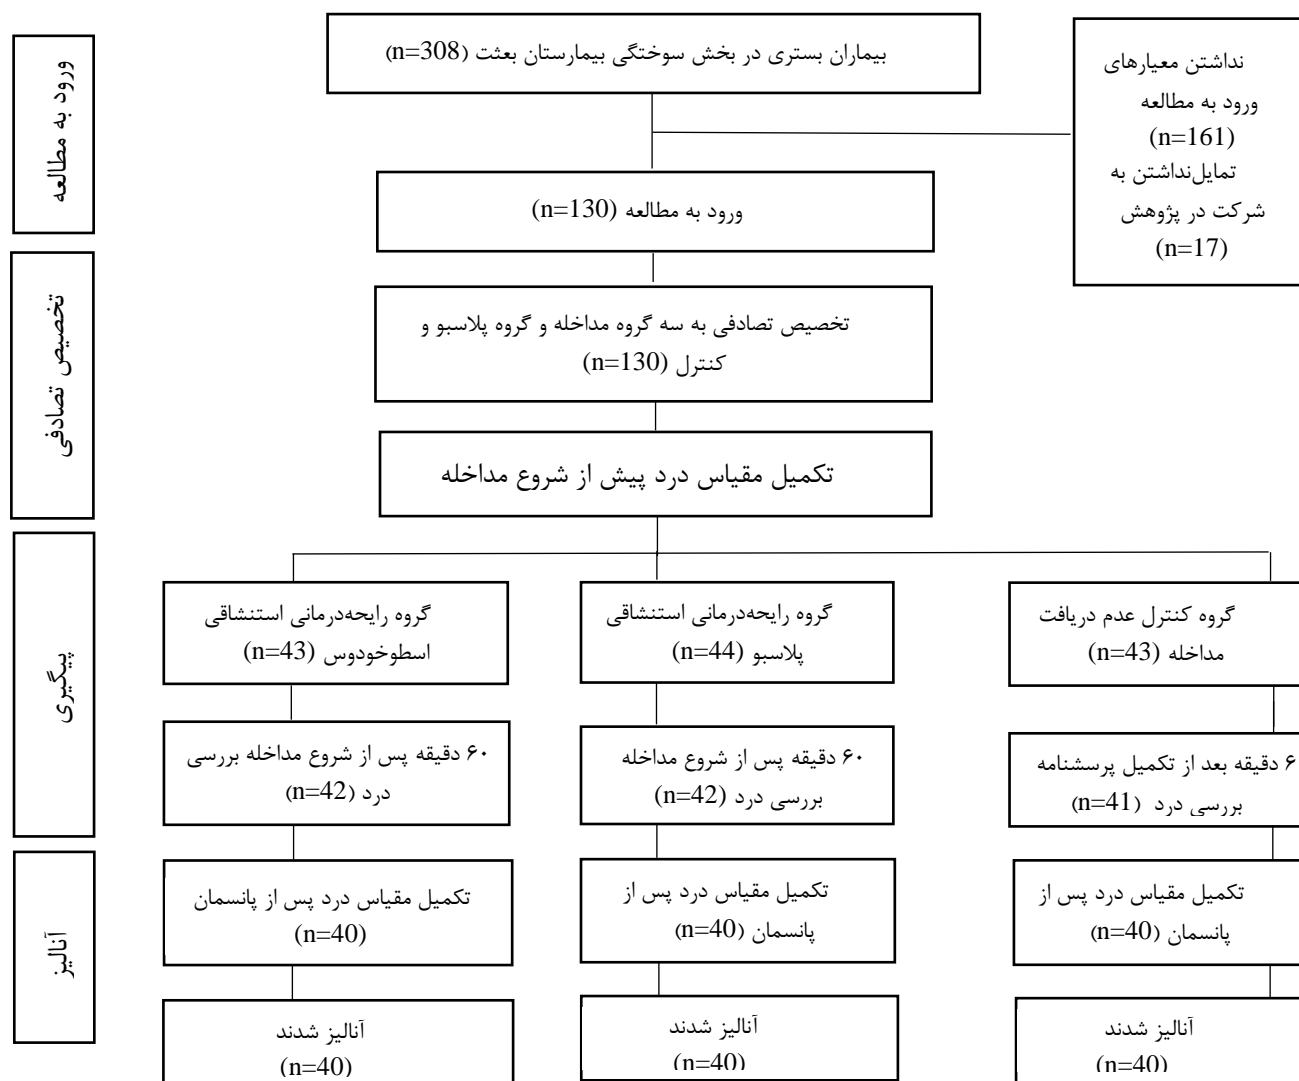 بیماران بستری در بخش سوختگی بیمارستان بعثت (n=308)
نداشتن معیارهای
ورود به مطالعه
(n=161)
تمایل‌نداشتن به
شرکت در پژوهش
(n=17)
ورود به مطالعه
ورود به مطالعه (n=130)
تخصیص تصادفی
تخصیص تصادفی به سه گروه مداخله و گروه پلاسبو و
کنترل (n=130)
تکمیل مقیاس درد پیش از شروع مداخله
پیگیری
گروه کنترل عدم دریافت
مداخله (n=43)
گروه رایحه‌درمانی استنشاقی
پلاسبو (n=44)
گروه رایحه‌درمانی استنشاقی
اسطوخودوس (n=43)
۶ دقیقه بعد از تکمیل پرسشنامه
بررسی درد (n=41)
۶۰ دقیقه پس از شروع مداخله
بررسی درد (n=42)
۶۰ دقیقه پس از شروع مداخله بررسی
درد (n=42)
آنالیز
تکمیل مقیاس درد پس از
پانسمان (n=40)
تکمیل مقیاس درد پس از
پانسمان (n=40)
تکمیل مقیاس درد پس از پانسمان
(n=40)
آنالیز شدند
(n=40)
آنالیز شدند
(n=40)
آنالیز شدند
(n=40)